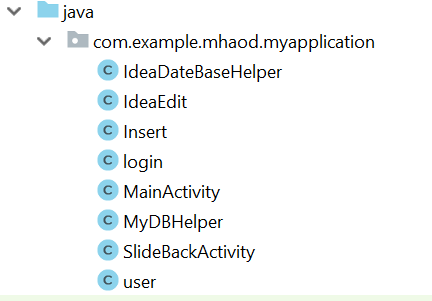 java
com.example.mhaod.myapplication
C IdeaDateBaseHelper
C IdeaEdit
C Insert
C login
C MainActivity
C MyDBHelper
C SlideBackActivity
C user